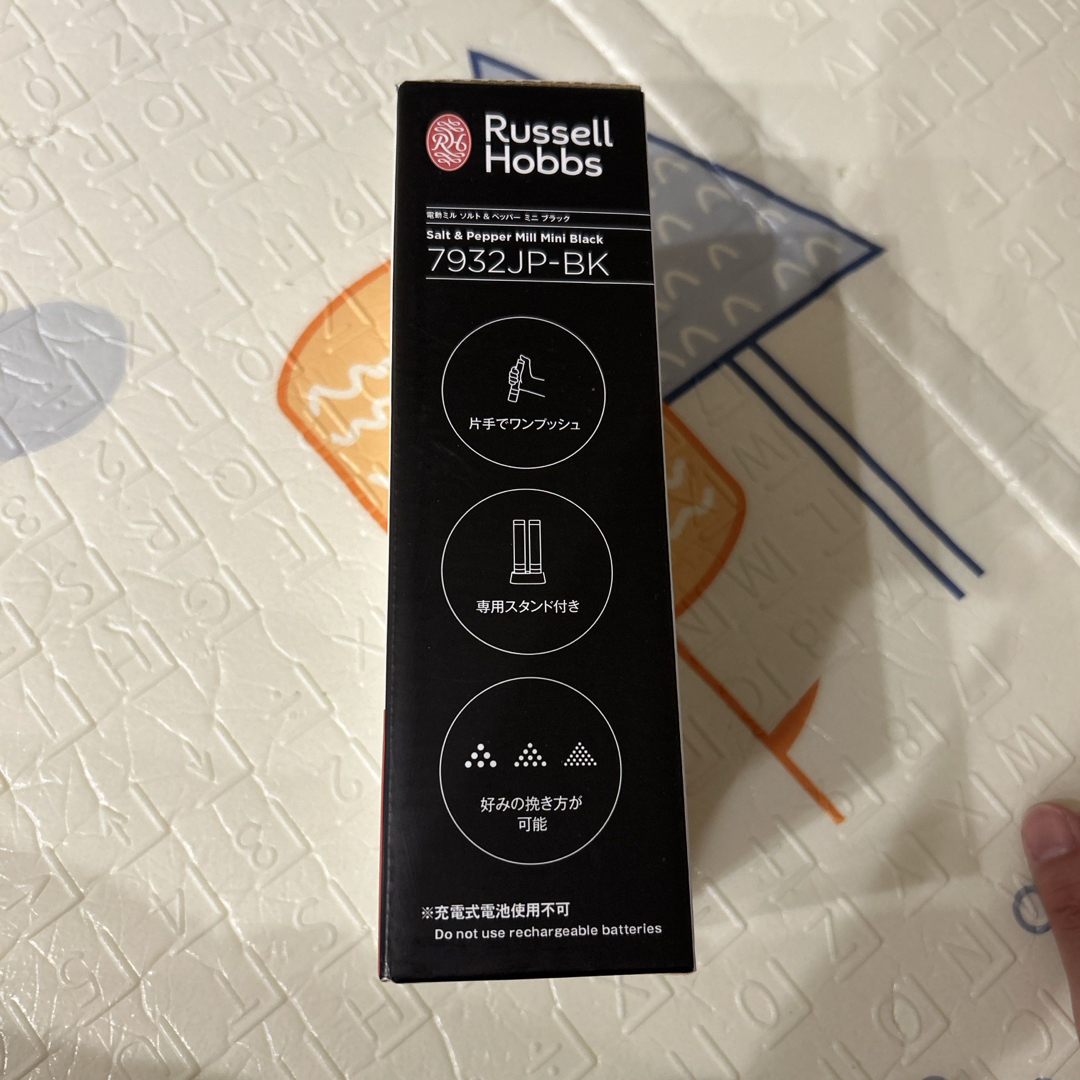 RH
Russell
Hobbs
電動ミル ソルト & ペッパー ミニ ブラック
Salt & Pepper Mill Mini Black
7932JP-BK
片手でワンプッシュ
専用スタンド付き
好みの挽き方が
可能
※充電式電池使用不可
Do not use rechargeable batteries